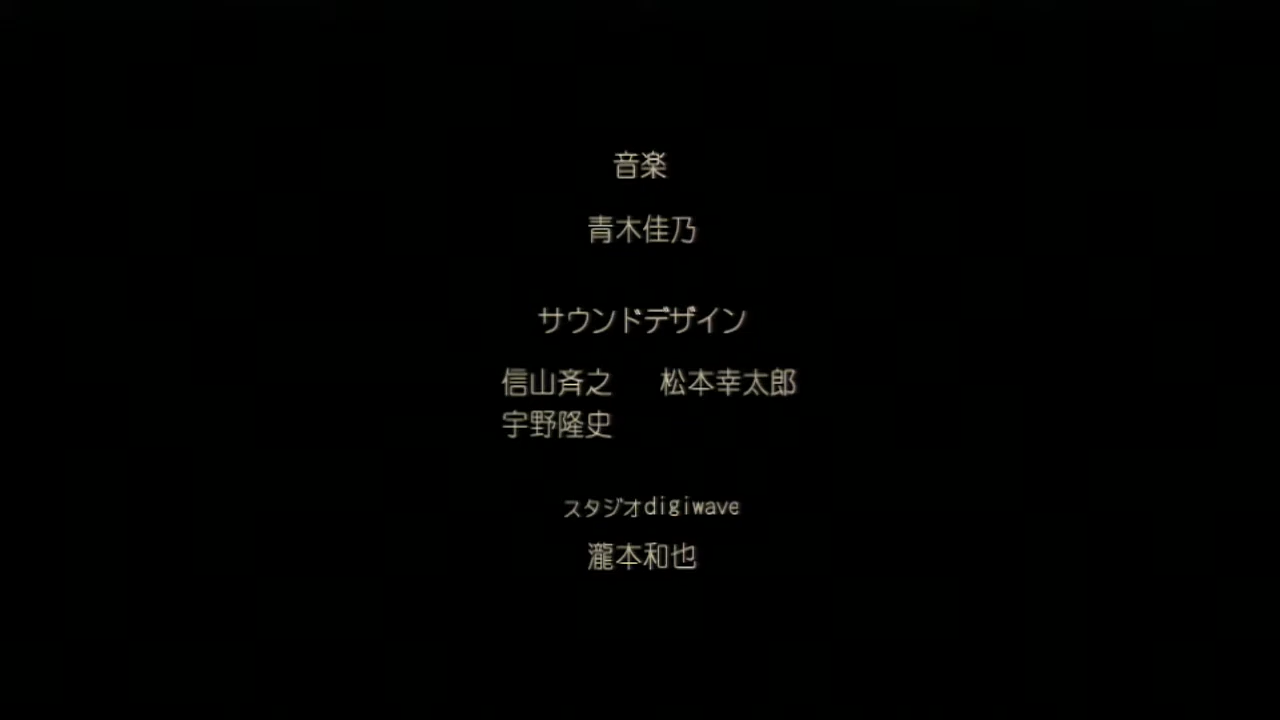 音楽
青木佳乃
サウンドデザイン
信山斉之　松本幸太郎
宇野隆史
スタジオdigiwave
瀧本和也